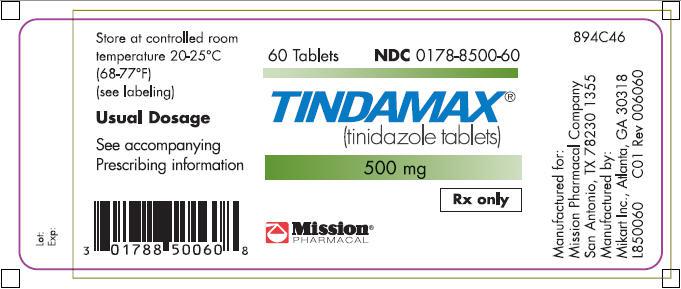 Store at controlled room
temperature 20-25°C
(68-77°F)
(see labeling)
Usual Dosage
See accompanying
Prescribing information
Lot:
Exp:
3 01788 50060 8
60 Tablets NDC 0178-8500-60
TINDAMAX®
(tinidazole tablets)
500 mg
Rx only
Mission®
PHARMACAL
894C46
Manufactured for:
Mission Pharmacal Company
San Antonio, TX 78230 1355
Manufactured by:
Mikart Inc., Atlanta, GA 30318
L850060 C01 Rev 006060